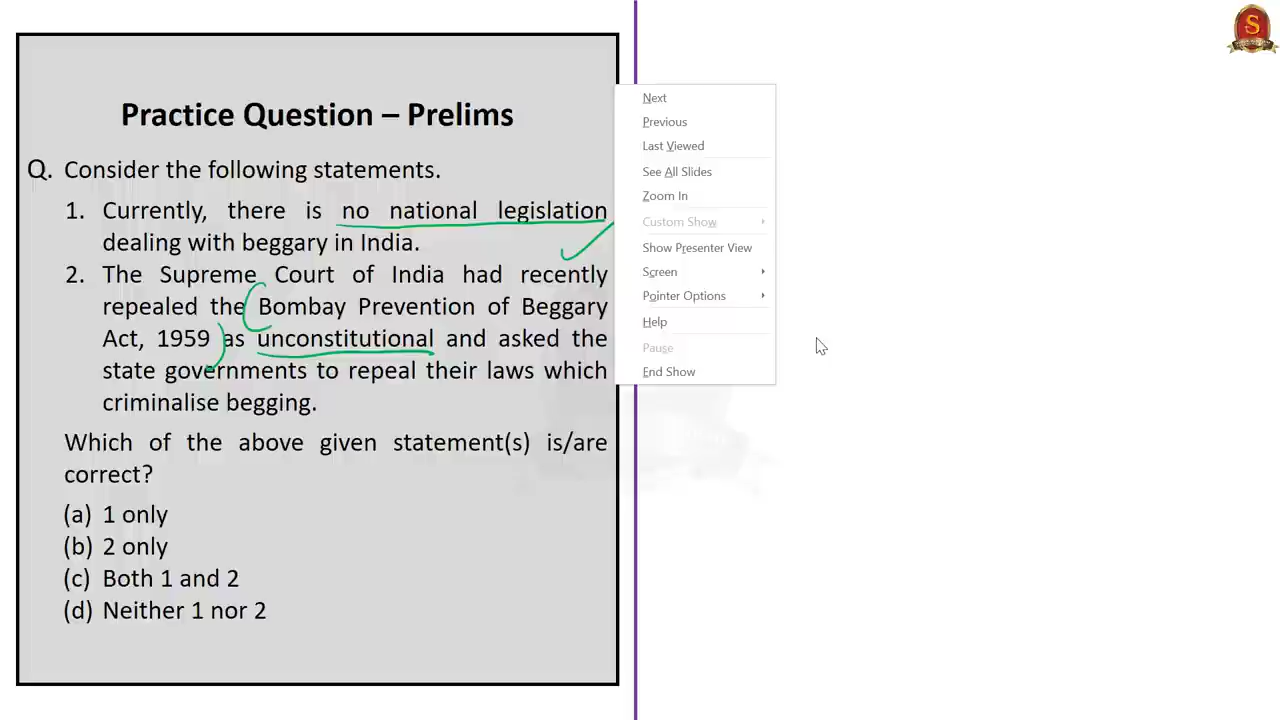 Practice Question – Prelims
Q. Consider the following statements.
1. Currently, there is no national legislation
dealing with beggary in India.
2. The Supreme Court of India had recently
repealed the Bombay Prevention of Beggary
Act, 1959 as unconstitutional and asked the
state governments to repeal their laws which
criminalise begging.
Which of the above given statement(s) is/are
correct?
(a) 1 only
(b) 2 only
(c) Both 1 and 2
(d) Neither 1 nor 2
Next
Previous
Last Viewed
See All Slides
Zoom In
Custom Show
Show Presenter View
Screen
Pointer Options
Help
Pause
End Show
S